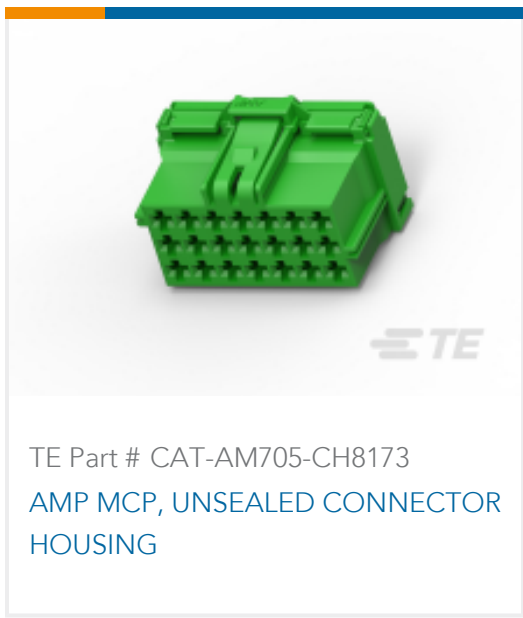 TE
TE Part # CAT-AM705-CH8173
AMP MCP, UNSEALED CONNECTOR
HOUSING